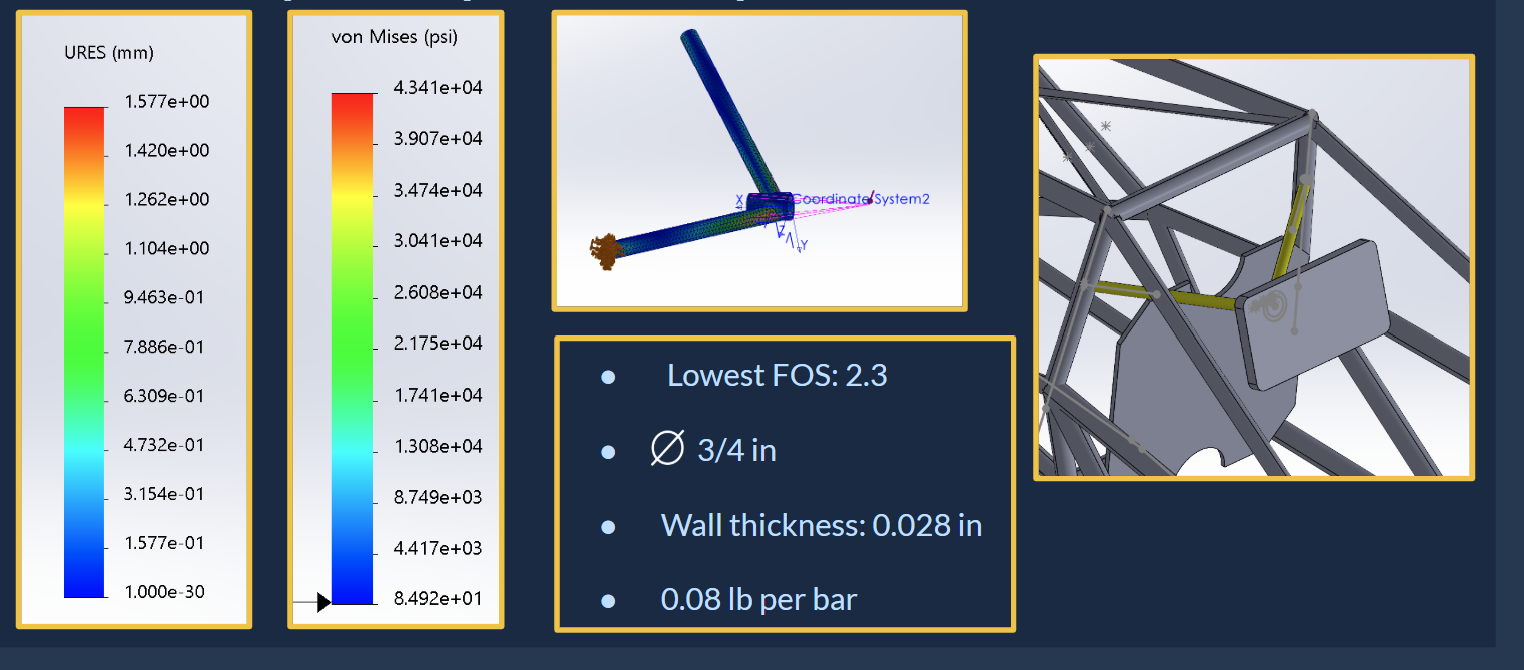 URES (mm)
1.577e+00
1.420e+00
1.262e+00
1.104e+00
9.463e-01
7.886e-01
6.309e-01
4.732e-01
3.154e-01
1.577e-01
1.000e-30
von Mises (psi)
4.341e+04
3.907e+04
3.474e+04
3.041e+04
2.608e+04
2.175e+04
1.741e+04
1.308e+04
8.749e+03
4.417e+03
8.492e+01
X Coordinate System2
Z
Y
● Lowest FOS: 2.3
● ∅ 3/4 in
● Wall thickness: 0.028 in
● 0.08 lb per bar